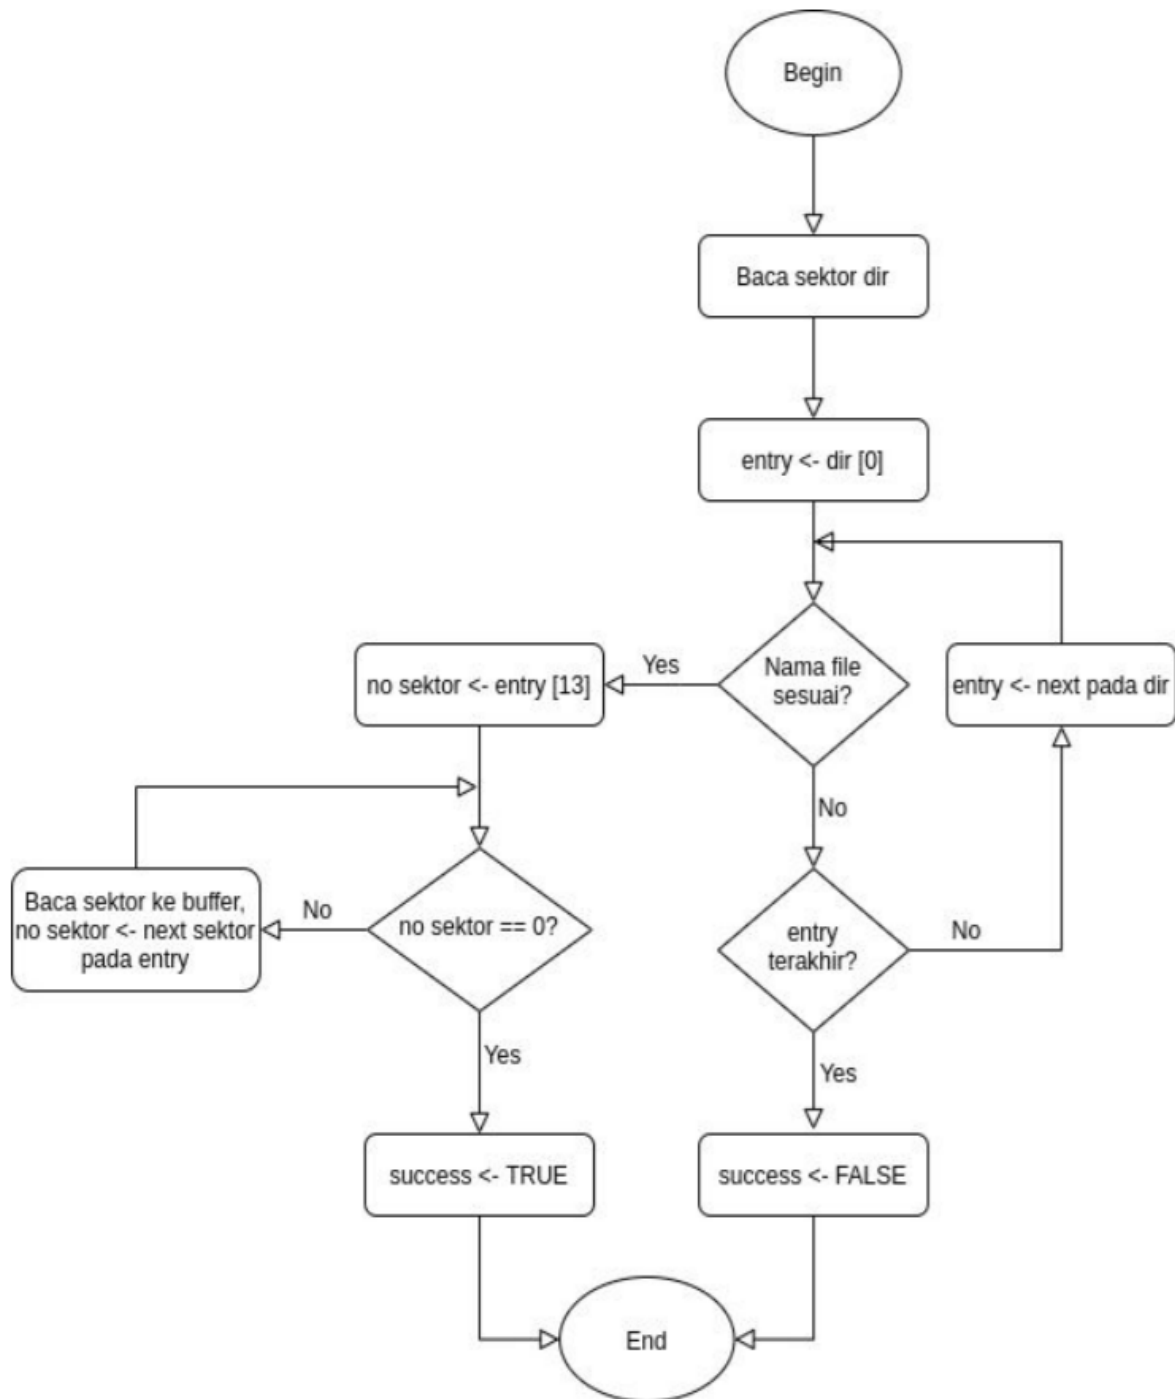 Begin
Baca sektor dir
entry <- dir [0]
Nama file
sesuai?
Yes
no sektor <- entry [13]
entry <- next pada dir
No
no sektor == 0?
No
Baca sektor ke buffer,
no sektor <- next sektor
pada entry
entry
terakhir?
No
Yes
Yes
success <- TRUE
success <- FALSE
End